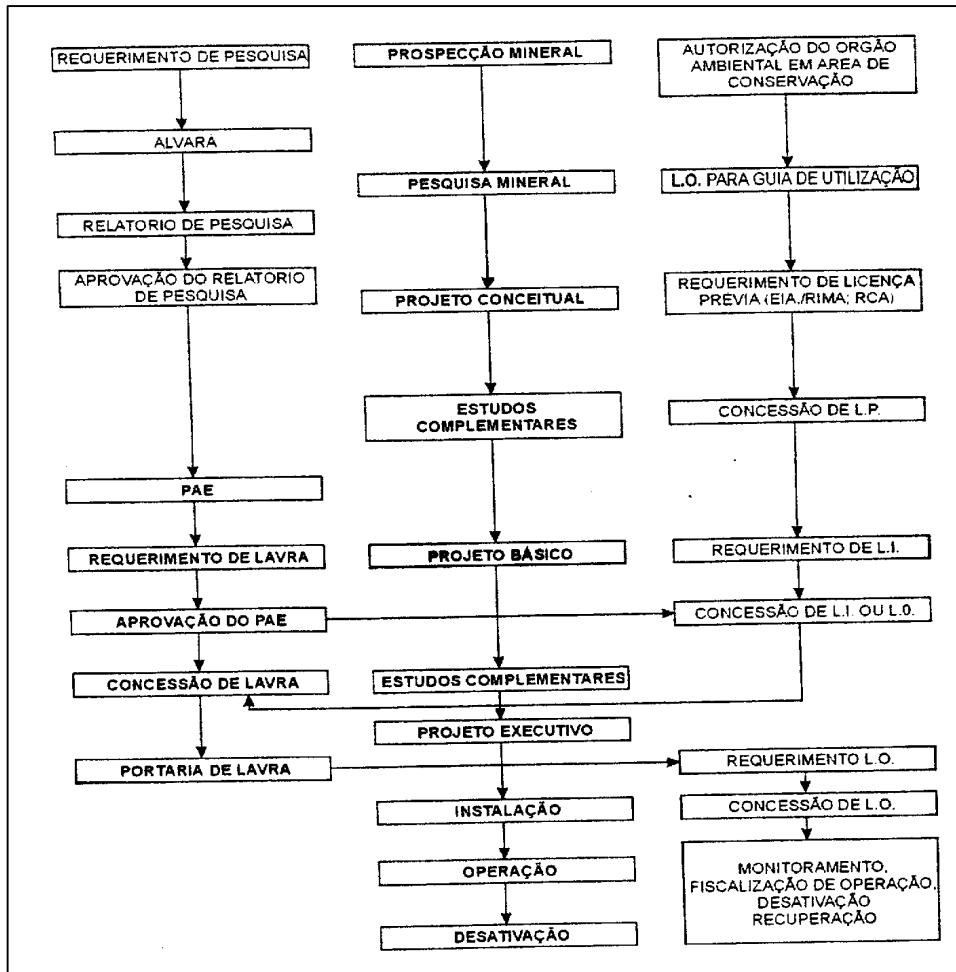 REQUERIMENTO DE PESQUISA
ALVARA
RELATORIO DE PESQUISA
APROVAÇÃO DO RELATORIO
DE PESQUISA
PAE
REQUERIMENTO DE LAVRA
APROVAÇÃO DO PAE
CONCESSÃO DE LAVRA
PORTARIA DE LAVRA
PROSPECÇÃO MINERAL
PESQUISA MINERAL
PROJETO CONCEITUAL
ESTUDOS
COMPLEMENTARES
PROJETO BÁSICO
ESTUDOS COMPLEMENTARES
PROJETO EXECUTIVO
INSTALAÇÃO
OPERAÇÃO
DESATIVAÇÃO
AUTORIZAÇÃO DO ORGÃO
AMBIENTAL EM AREA DE
CONSERVAÇÃO
L.O. PARA GUIA DE UTILIZAÇÃO
REQUERIMENTO DE LICENÇA
PRÉVIA (EIA./RIMA; RCA)
CONCESSÃO DE L.P.
REQUERIMENTO DE L.I.
CONCESSÃO DE L.I. OU L.0.
REQUERIMENTO L.O.
CONCESSÃO DE L.O.
MONITORAMENTO,
FISCALIZAÇÃO DE OPERAÇÃO,
DESATIVAÇÃO
RECUPERAÇÃO